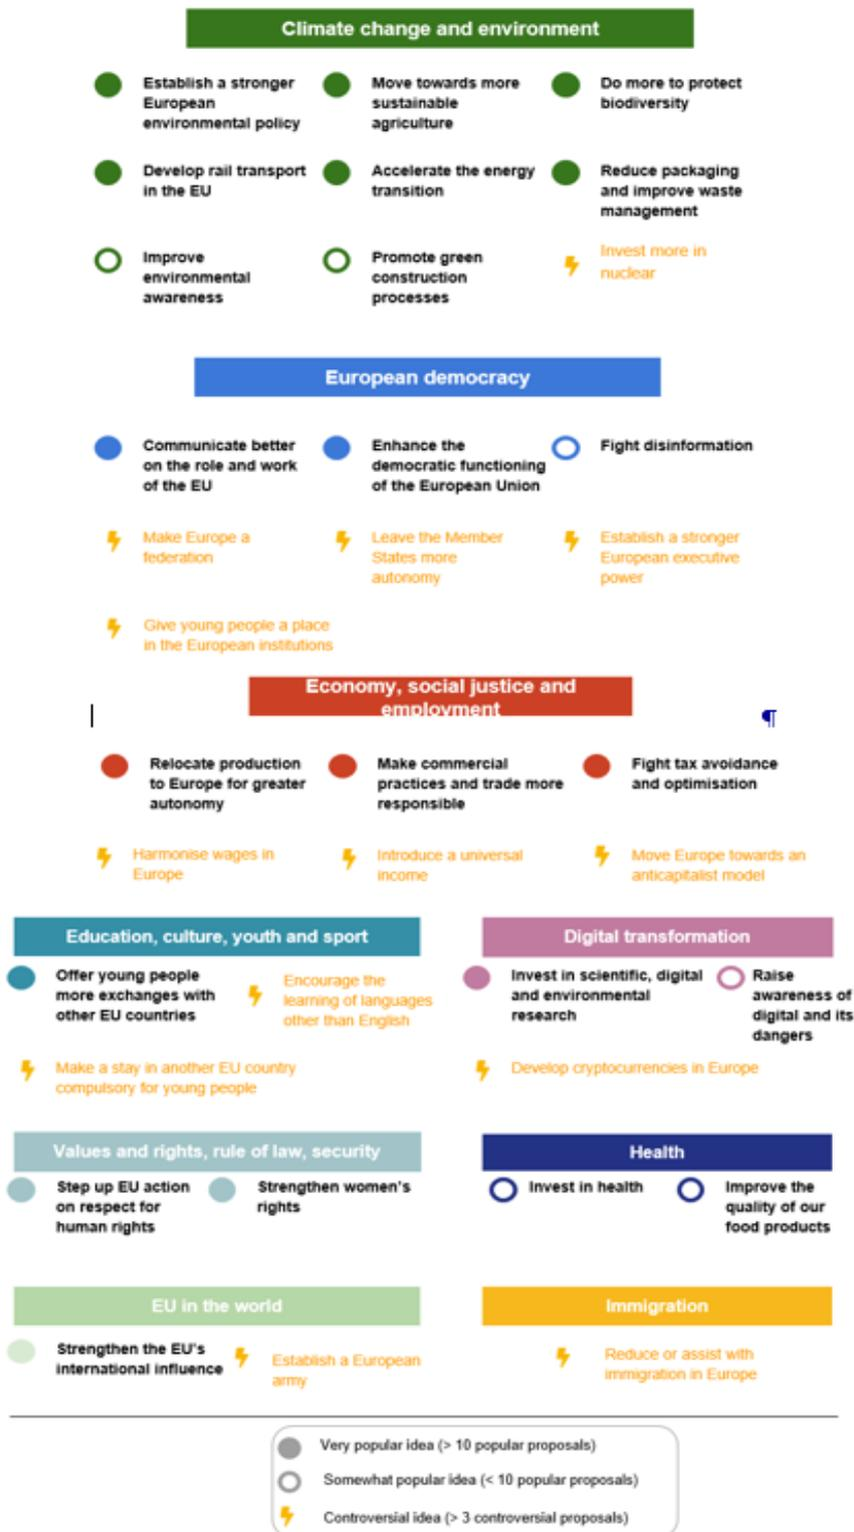 Climate change and environment
Establish a stronger
European
environmental policy
Move towards more
sustainable
agriculture
Do more to protect
biodiversity
Develop rail transport
in the EU
Accelerate the energy
transition
Reduce packaging
and improve waste
management
Improve
environmental
awareness
Promote green
construction
processes
Invest more in
nuclear
European democracy
Communicate better
on the role and work
of the EU
Enhance the
democratic functioning
of the European Union
Fight disinformation
Make Europe a
federation
Leave the Member
States more
autonomy
Establish a stronger
European executive
power
Give young people a place
in the European institutions
Economy, social justice and
employment
¶
Relocate production
to Europe for greater
autonomy
Make commercial
practices and trade more
responsible
Fight tax avoidance
and optimisation
Harmonise wages in
Europe
Introduce a universal
income
Move Europe towards an
anticapitalist model
Education, culture, youth and sport
Offer young people
more exchanges with
other EU countries
Encourage the
learning of languages
other than English
Make a stay in another EU country
compulsory for young people
Digital transformation
Invest in scientific, digital
and environmental
research
Raise
awareness of
digital and its
dangers
Develop cryptocurrencies in Europe
Values and rights, rule of law, security
Step up EU action
on respect for
human rights
Strengthen women's
rights
Health
Invest in health
Improve the
quality of our
food products
EU in the world
Strengthen the EU's
international influence
Establish a European
army
Immigration
Reduce or assist with
immigration in Europe
Very popular idea (> 10 popular proposals)
Somewhat popular idea (< 10 popular proposals)
Controversial idea (> 3 controversial proposals)